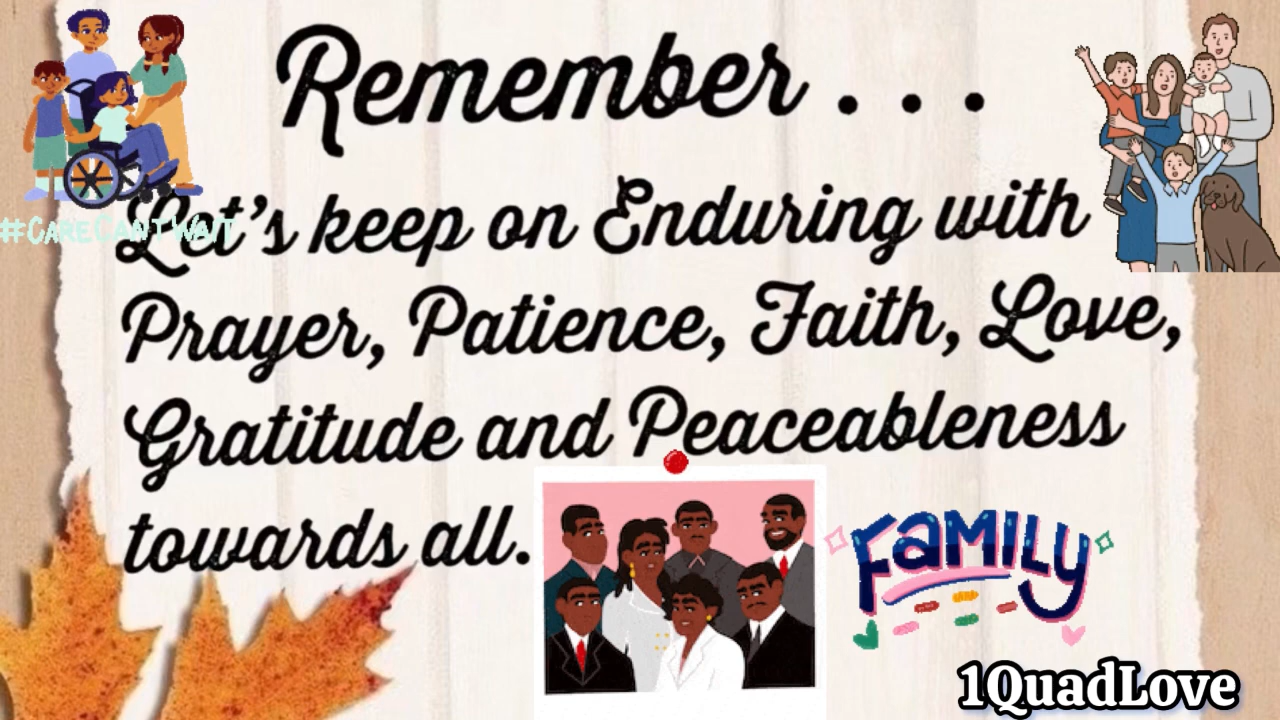 Remember . . .
#CareCan'tWait
Let's keep on Enduring with
Prayer, Patience, Faith, Love,
Gratitude and Peaceableness
towards all.
FAMILY
1QuadLove